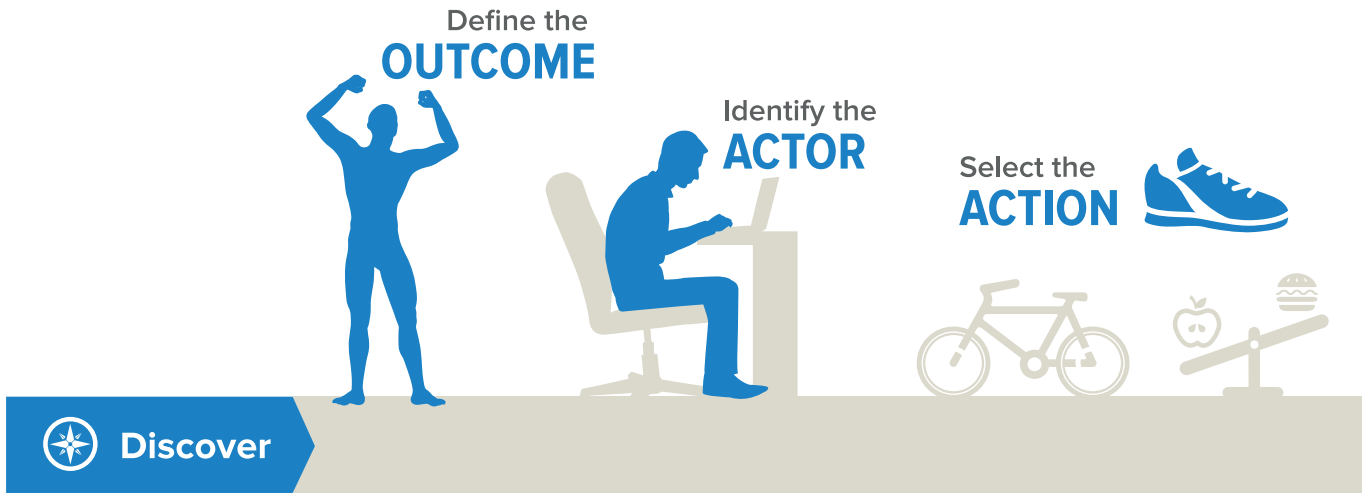 Define the
OUTCOME
Identify the
ACTOR
Select the
ACTION
Discover